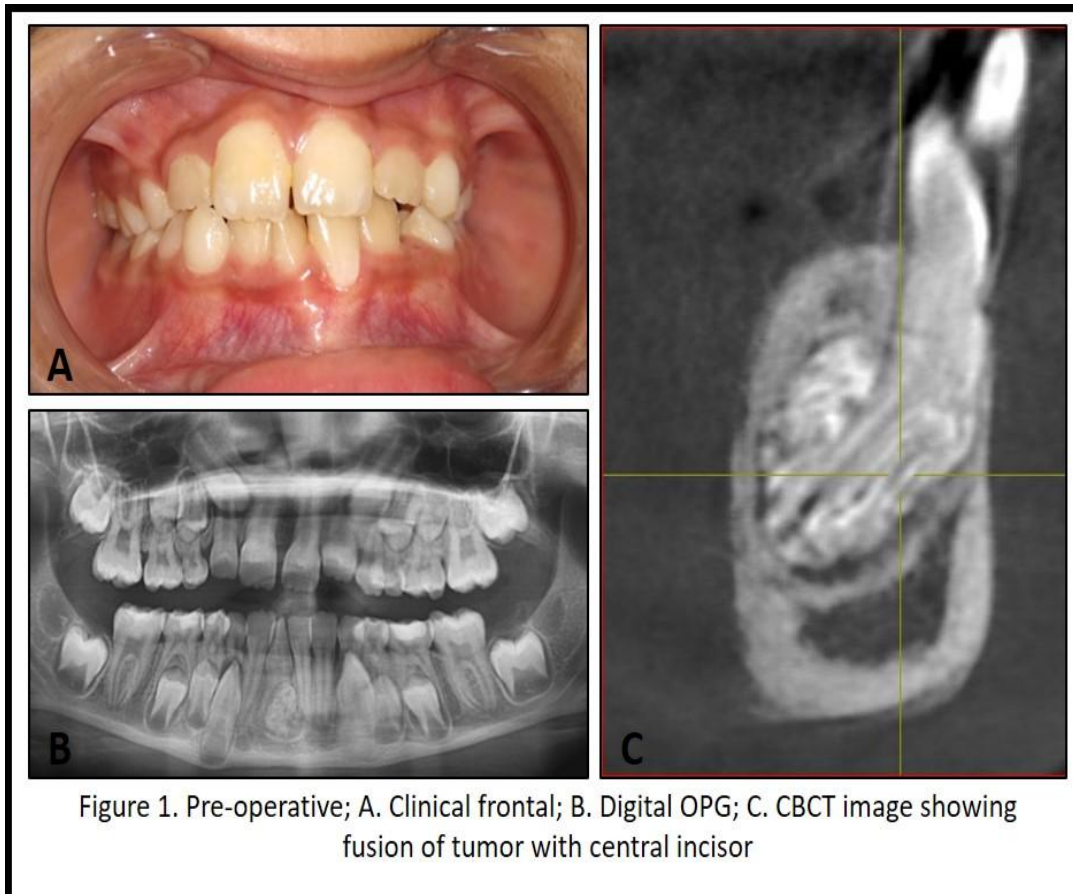 A
B
C
Figure 1. Pre-operative; A. Clinical frontal; B. Digital OPG; C. CBCT image showing
fusion of tumor with central incisor